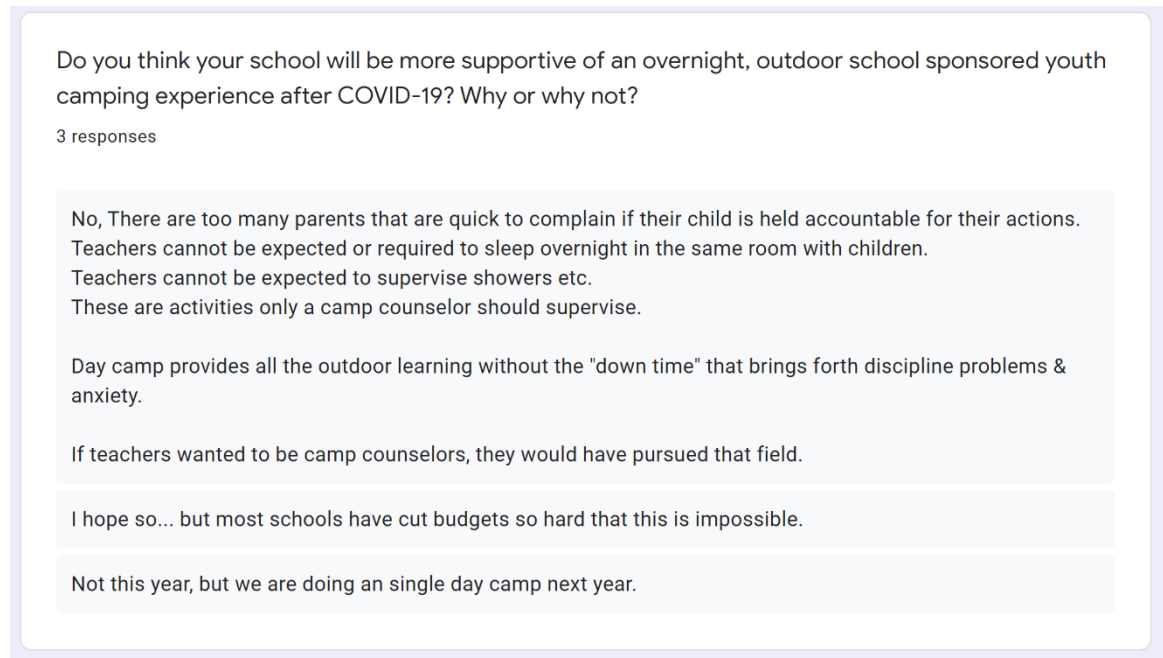 Do you think your school will be more supportive of an overnight, outdoor school sponsored youth
camping experience after COVID-19? Why or why not?
3 responses
No, There are too many parents that are quick to complain if their child is held accountable for their actions.
Teachers cannot be expected or required to sleep overnight in the same room with children.
Teachers cannot be expected to supervise showers etc.
These are activities only a camp counselor should supervise.
Day camp provides all the outdoor learning without the "down time" that brings forth discipline problems &
anxiety.
If teachers wanted to be camp counselors, they would have pursued that field.
I hope so... but most schools have cut budgets so hard that this is impossible.
Not this year, but we are doing an single day camp next year.